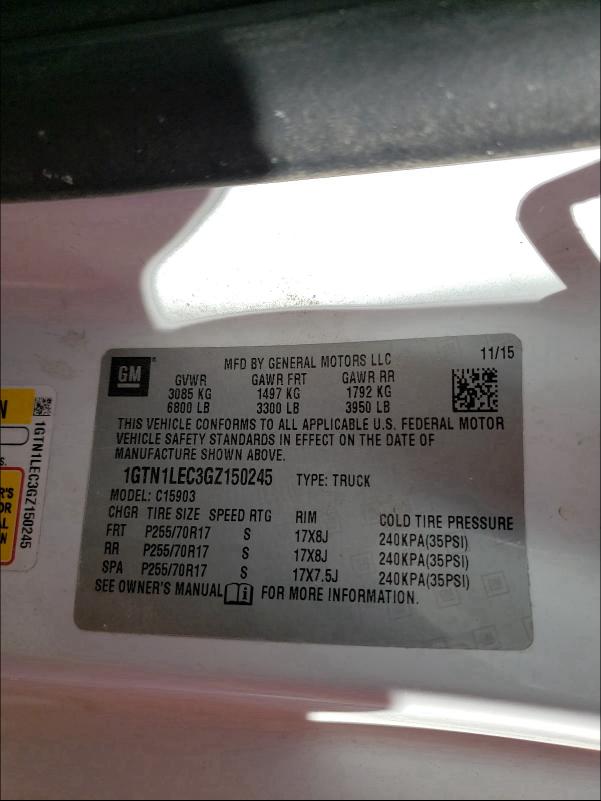 GM
MFD BY GENERAL MOTORS LLC
11/15
GVWR GAWR FRT GAWR RR
3085 KG 1497 KG 1792 KG
6800 LB 3300 LB 3950 LB
THIS VEHICLE CONFORMS TO ALL APPLICABLE U.S. FEDERAL MOTOR
VEHICLE SAFETY STANDARDS IN EFFECT ON THE DATE OF
MANUFACTURE SHOWN ABOVE.
1GTN1LEC3GZ150245 TYPE: TRUCK
MODEL: C15903
CHGR TIRE SIZE SPEED RTG RIM COLD TIRE PRESSURE
FRT P255/70R17 S 17X8J 240KPA(35PSI)
RR P255/70R17 S 17X8J 240KPA(35PSI)
SPA P255/70R17 S 17X7.5J 240KPA(35PSI)
SEE OWNER'S MANUAL FOR MORE INFORMATION.
1GTN1LEC3GZ150245